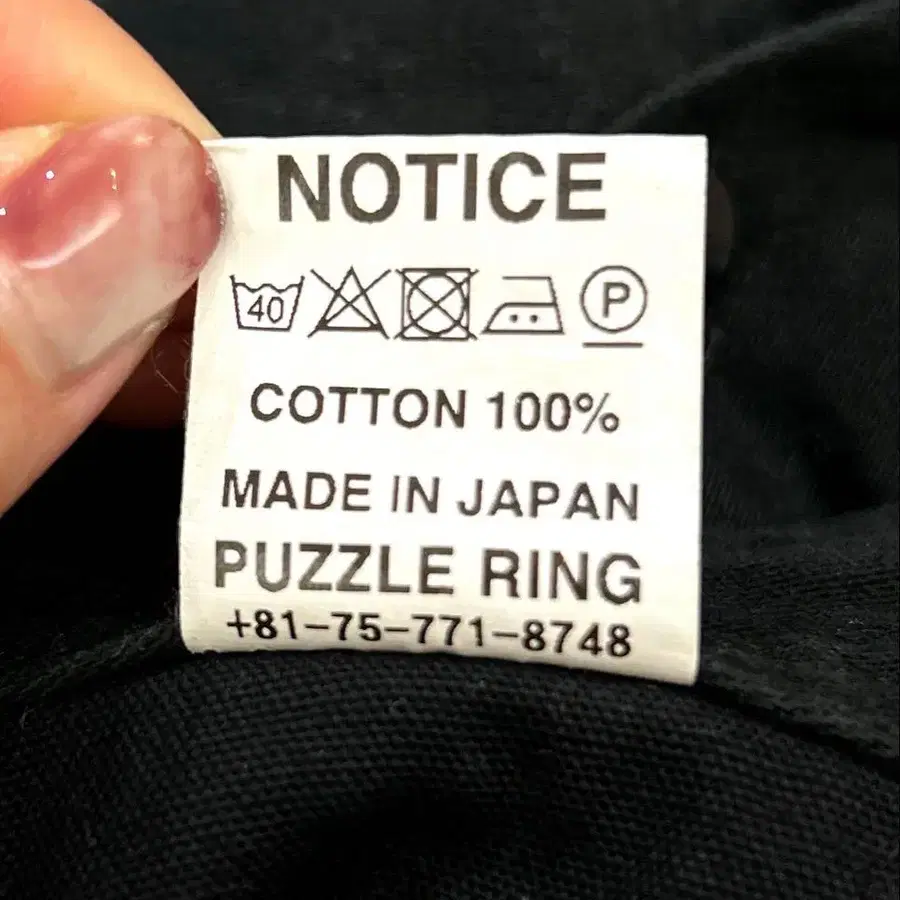 NOTICE
40 P
COTTON 100%
MADE IN JAPAN
PUZZLE RING
+81-75-771-8748